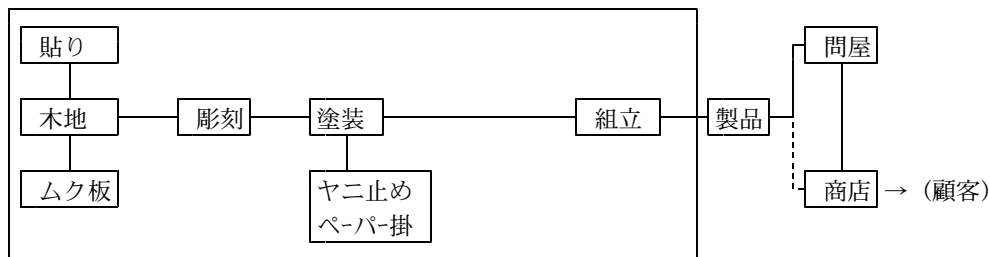 貼り
問屋
木地
彫刻
塗装
組立
製品
ムク板
ヤニ止め
ペーパー掛
商店 → (顧客)